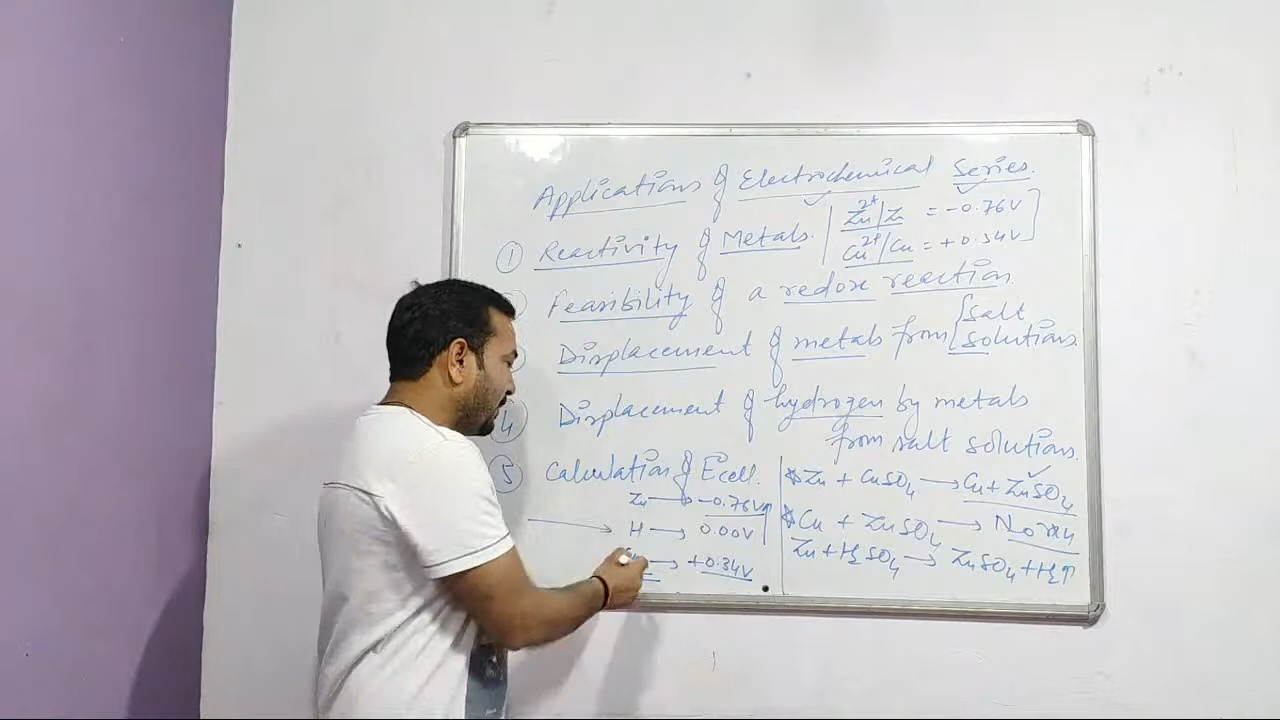 Applications of Electrochemical Series.
① Reactivity of Metals. | Zn²⁺|Zn = -0.76V
Cu²⁺/Cu = +0.34V
Feasibility of a redox reaction.
Displacement of metals from {Salt
solutions.
④ Displacement of hydrogen by metals
from salt solutions.
⑤ Calculation of Ecell.
Zn → -0.76V
H → 0.00V
→ +0.34V
*Zn + CuSO₄ → Cu + ZnSO₄
*Cu + ZnSO₄ → No rxn
Zn + H₂SO₄ → ZnSO₄ + H₂↑